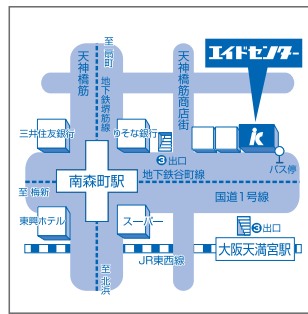 至扇町
天神橋筋
地下鉄堺筋線
天神橋筋商店街
エイドセンター
三井住友銀行
りそな銀行
k
❸出口
バス停
南森町駅
地下鉄谷町線
至梅新
国道1号線
東興ホテル
スーパー
❸出口
大阪天満宮駅
JR東西線
至北浜